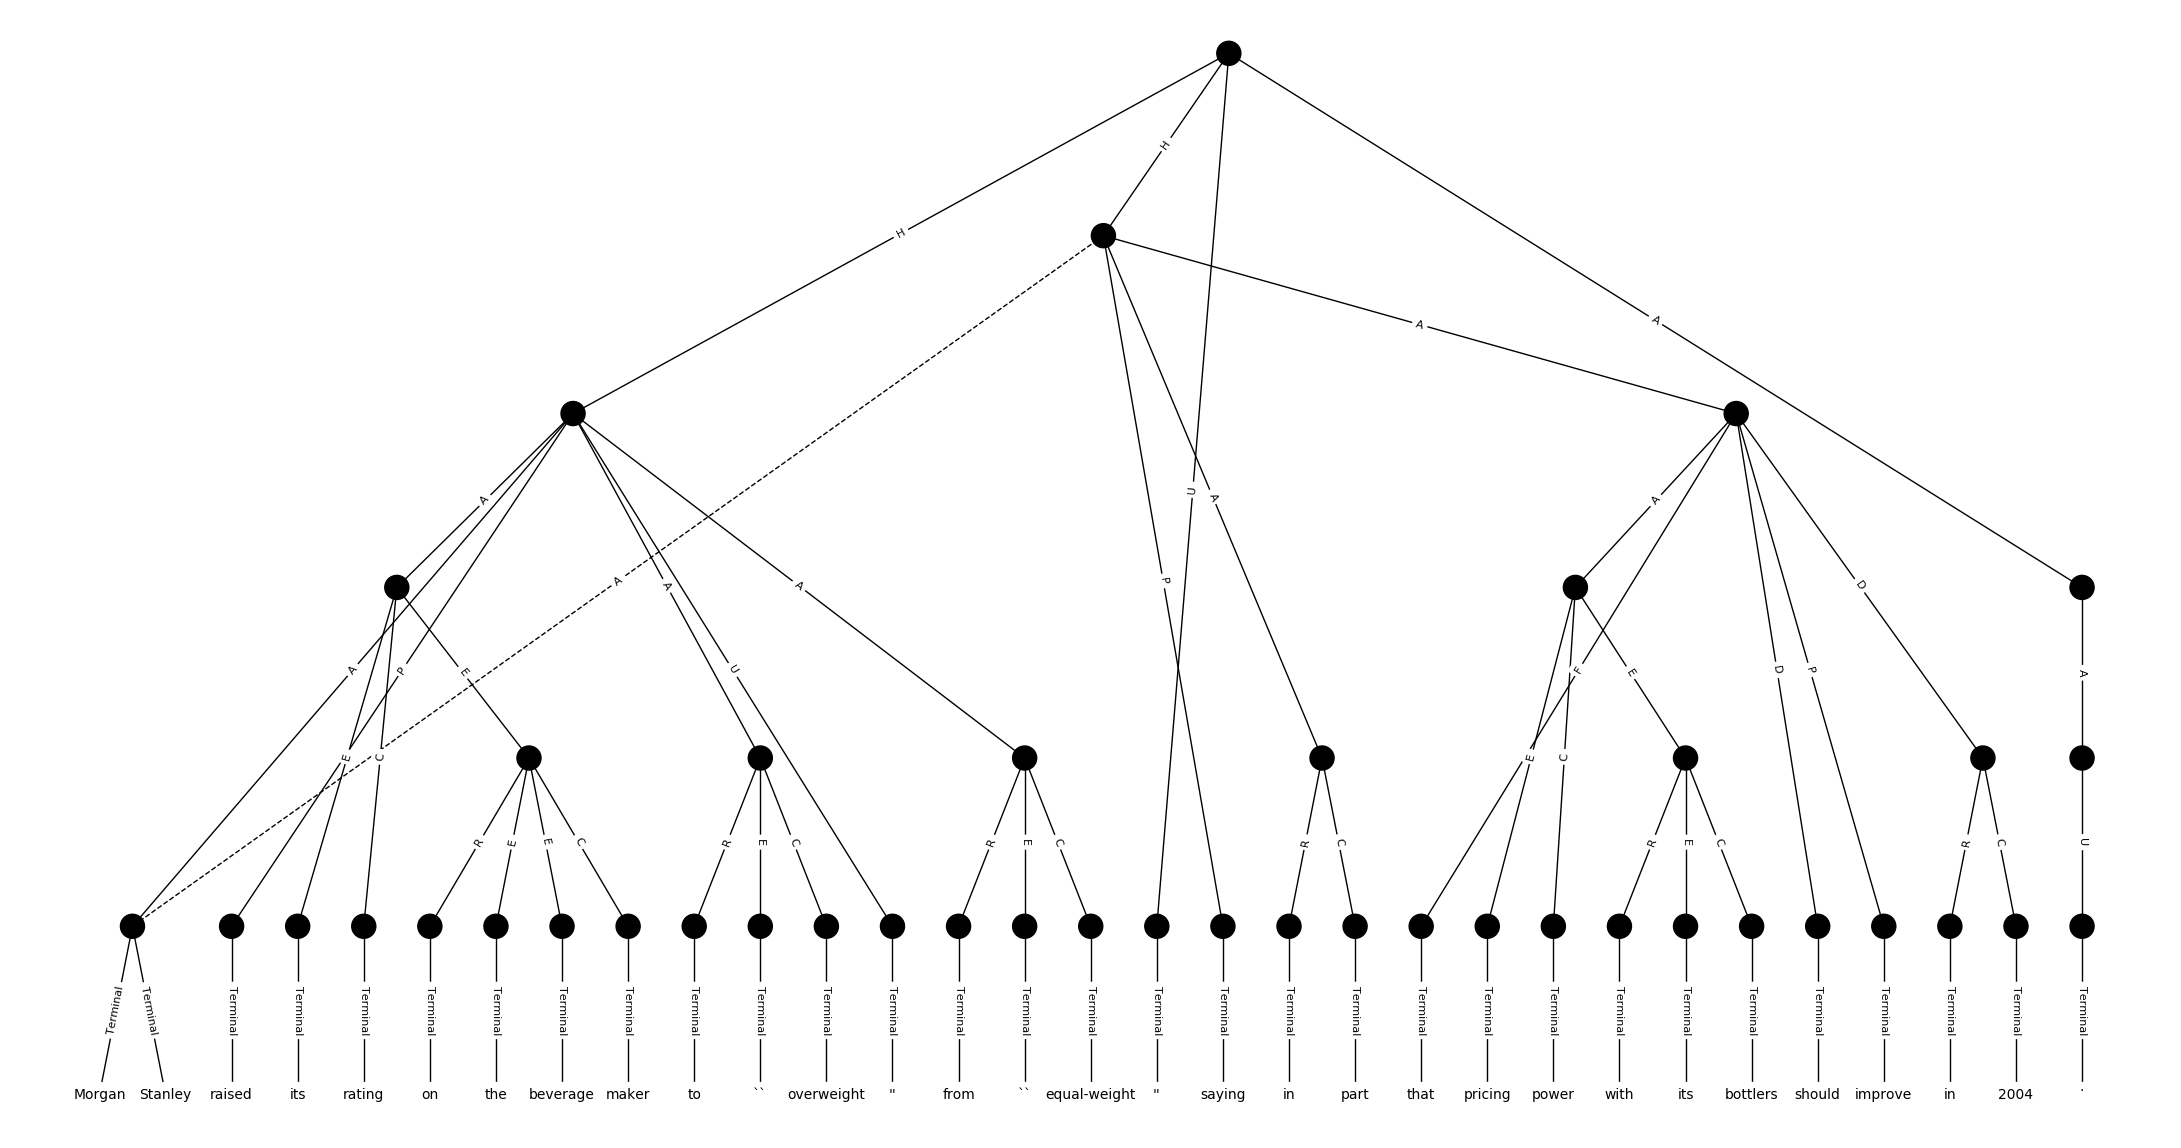 H
H
A
A
U
A
P
A
A
A
P
E
C
E
A
U
A
A
A
F
E
C
E
D
P
D
A
R
E
E
C
R
E
C
R
E
C
R
C
R
E
C
R
C
U
Terminal Terminal Terminal Terminal Terminal Terminal Terminal Terminal Terminal Terminal Terminal Terminal Terminal Terminal Terminal Terminal Terminal Terminal Terminal Terminal Terminal Terminal Terminal Terminal Terminal Terminal Terminal Terminal Terminal Terminal Terminal
Morgan Stanley raised its rating on the beverage maker to `` overweight " from `` equal-weight " saying in part that pricing power with its bottlers should improve in 2004 .